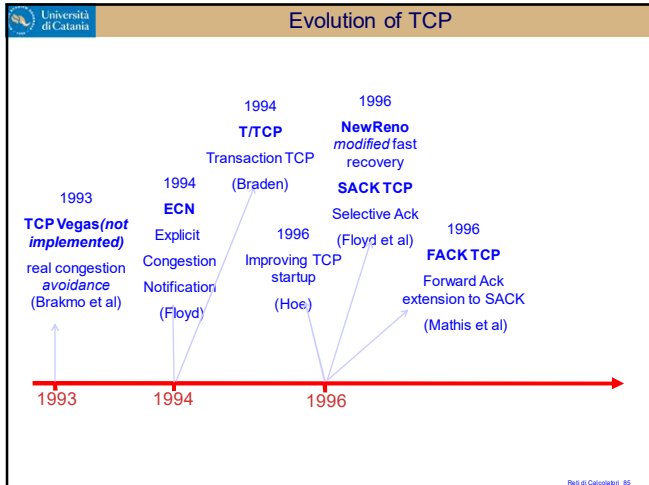 Università
di Catania
Evolution of TCP
1993
TCP Vegas(not
implemented)
real congestion
avoidance
(Brakmo et al)
1994
ECN
Explicit
Congestion
Notification
(Floyd)
1994
T/TCP
Transaction TCP
(Braden)
1996
Improving TCP
startup
(Hoe)
1996
NewReno
modified fast
recovery
SACK TCP
Selective Ack
(Floyd et al)
1996
FACK TCP
Forward Ack
extension to SACK
(Mathis et al)
1993
1994
1996
Reti di Calcolatori 85